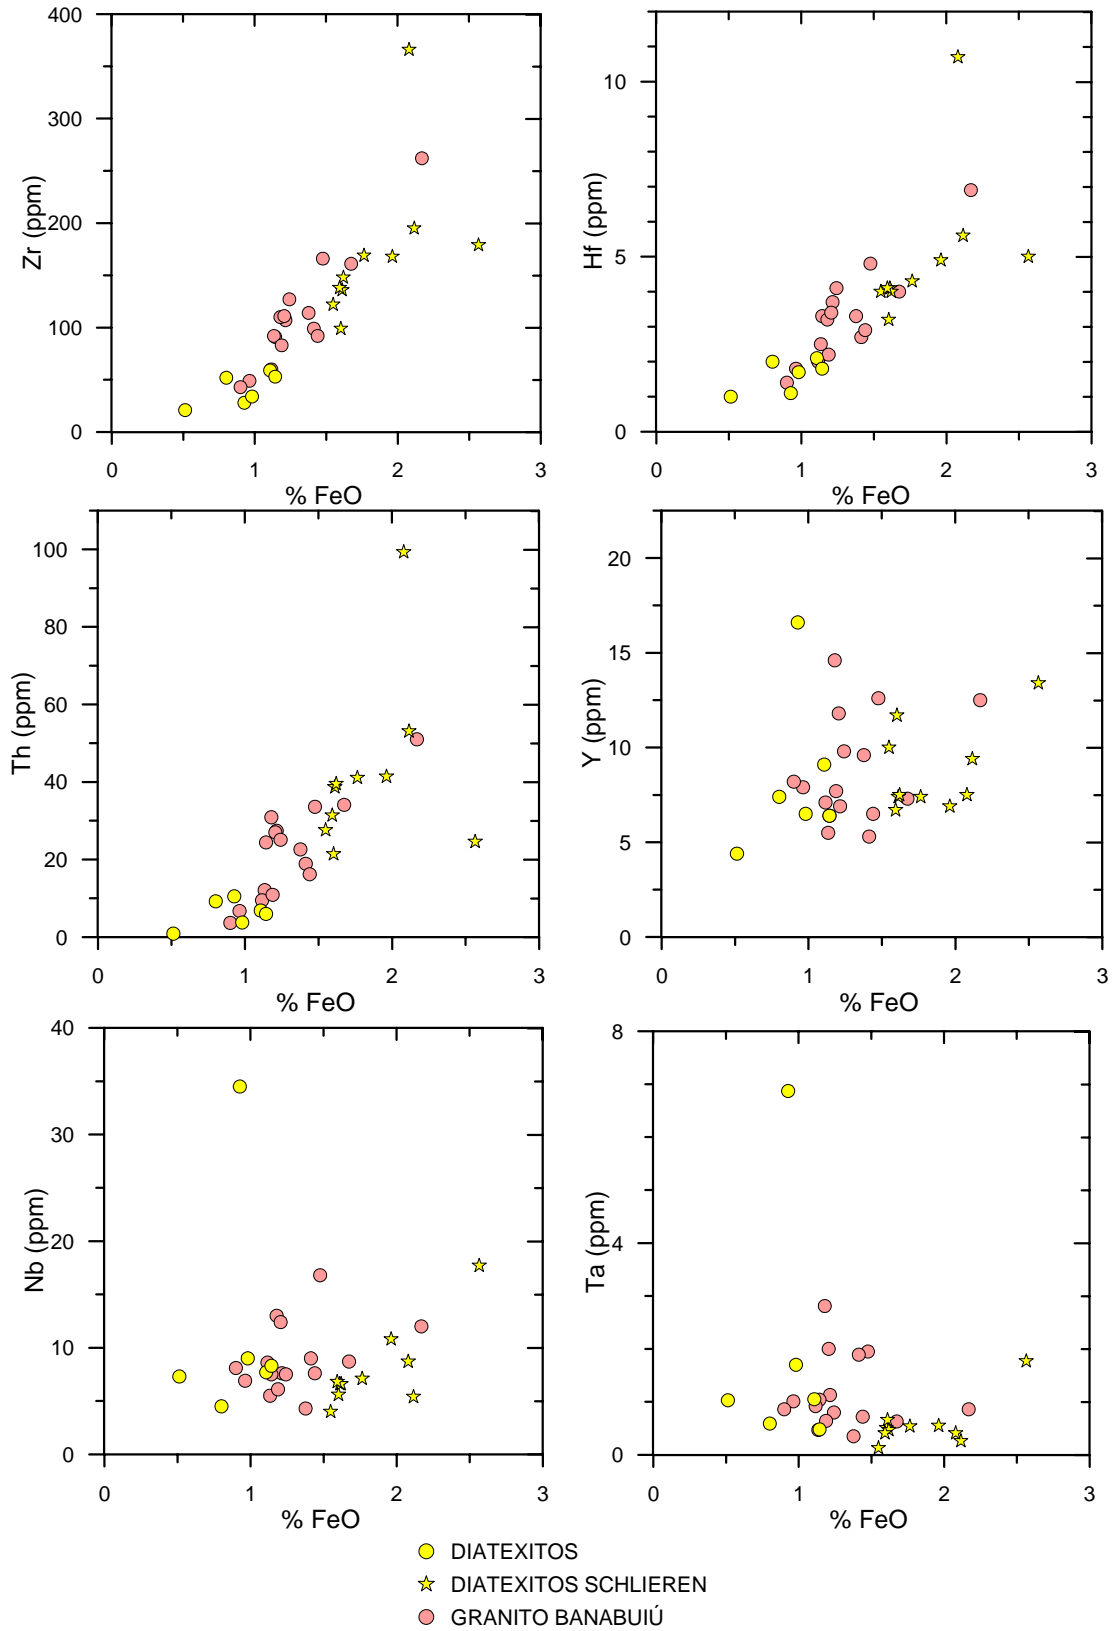 400
300
200
100
0
Zr (ppm)
0 1 2 3
% FeO
10
5
0
Hf (ppm)
0 1 2 3
% FeO
100
80
60
40
20
0
Th (ppm)
0 1 2 3
% FeO
20
15
10
5
0
Y (ppm)
0 1 2 3
% FeO
40
30
20
10
0
Nb (ppm)
0 1 2 3
% FeO
8
4
0
Ta (ppm)
0 1 2 3
% FeO
DIATEXITOS
DIATEXITOS SCHLIEREN
GRANITO BANABUIÚ